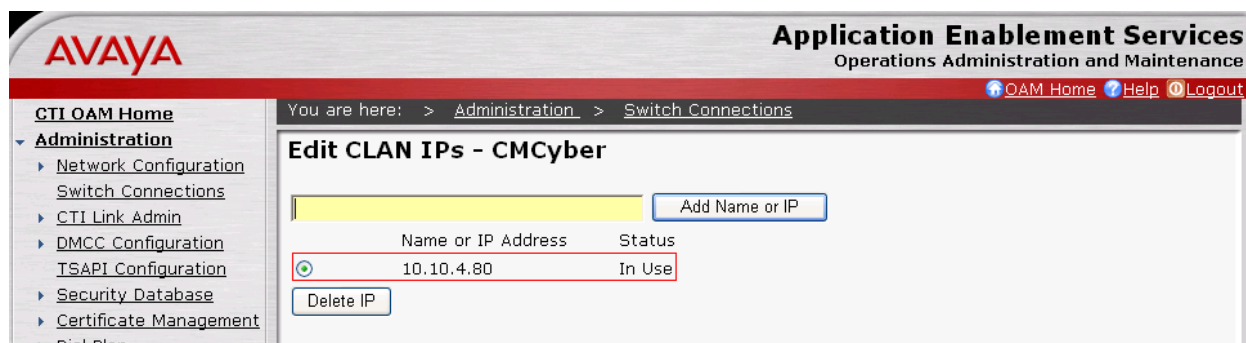 AVAYA
Application Enablement Services
Operations Administration and Maintenance
OAM Home Help Logout
CTI OAM Home
You are here: > Administration > Switch Connections
Administration
Network Configuration
Switch Connections
CTI Link Admin
DMCC Configuration
TSAPI Configuration
Security Database
Certificate Management
Edit CLAN IPs - CMCyber
Add Name or IP
Name or IP Address Status
10.10.4.80 In Use
Delete IP